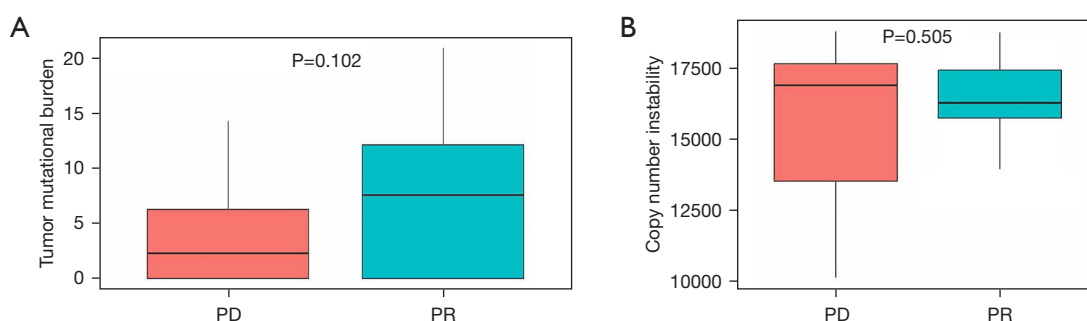 A
P=0.102
Tumor mutational burden
20
15
10
5
0
PD
PR
B
P=0.505
Copy number instability
17500
15000
12500
10000
PD
PR